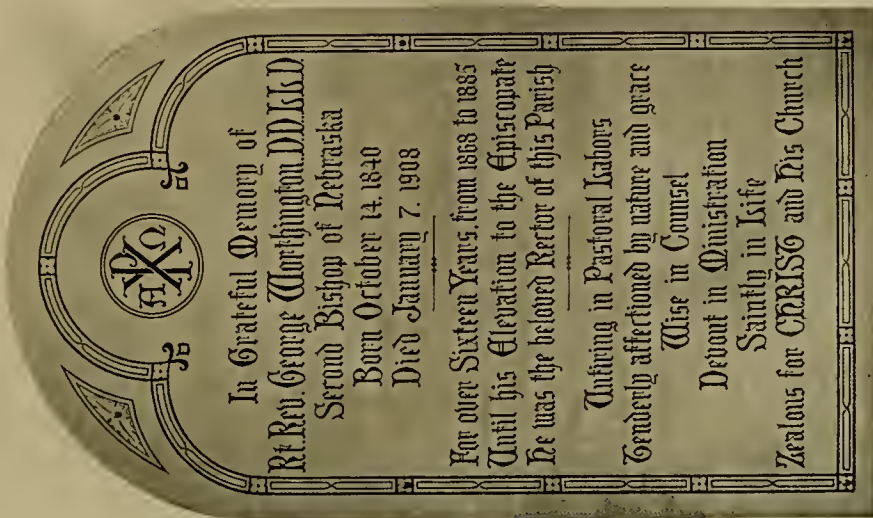 Α Ω
In Grateful Memory of
Rt. Rev. George Worthington, D.D. LL.D.
Second Bishop of Nebraska
Born October 14, 1840
Died January 7, 1908
For over Sixteen Years, from 1868 to 1885
Until his Elevation to the Episcopate
He was the beloved Rector of this Parish
Untiring in Pastoral Labors
Tenderly affectioned by nature and grace
Wise in Counsel
Devout in Ministration
Saintly in Life
Zealous for CHRIST and His Church